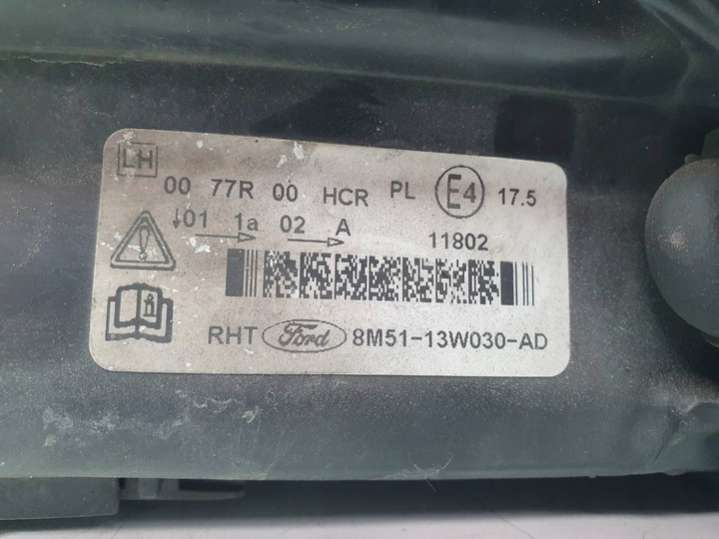 LH
00 77R 00 HCR PL E4 17.5
↓01 1a 02 A 11802
RHT Ford 8M51-13W030-AD